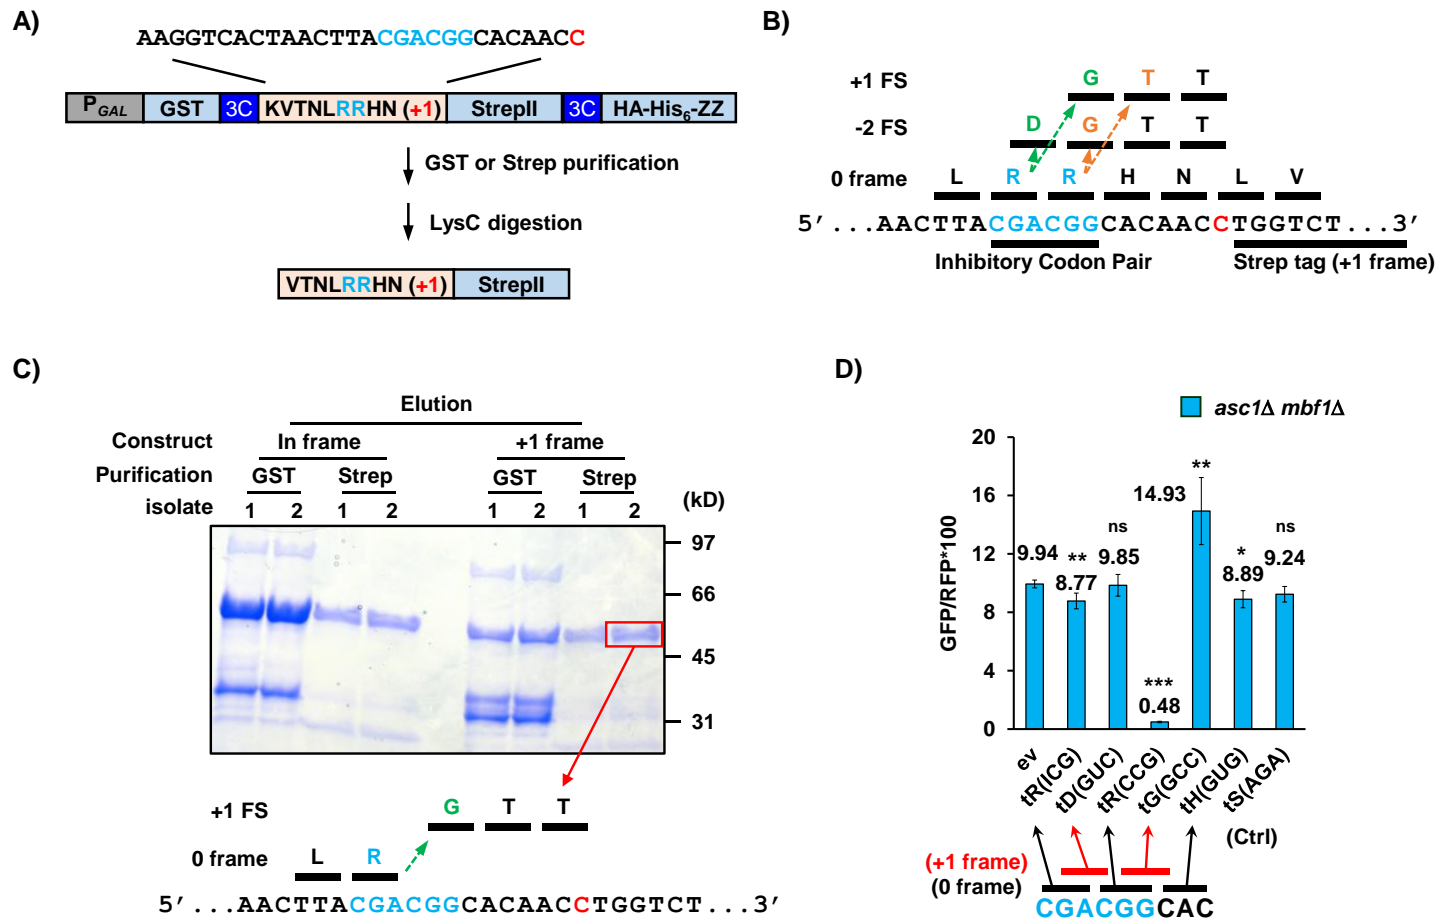 A)
AAGGTCACTAACTTACGACGGCACAACC
PGAL GST 3C KVTNLRRHN (+1) StrepII 3C HA-His6-ZZ
GST or Strep purification
LysC digestion
VTNLRRHN (+1) StrepII
B)
+1 FS G T T
-2 FS D G T T
0 frame L R R H N L V
5’ ...AACTTACGACGGCACAACCTGGTCT...3’
Inhibitory Codon Pair Strep tag (+1 frame)
C)
Elution
Construct In frame +1 frame
Purification GST Strep GST Strep
isolate 1 2 1 2 1 2 1 2 (kD)
97
66
45
31
+1 FS G T T
0 frame L R
5’ ...AACTTACGACGGCACAACCTGGTCT...3’
D)
asc1Δ mbf1Δ
GFP/RFP*100
20
16
12
8
4
0
9.94
**
8.77
ns
9.85
***
0.48
14.93
**
*
8.89
ns
9.24
ev
tR(ICG)
tD(GUC)
tR(CCG)
tG(GCC)
tH(GUG)
tS(AGA)
(Ctrl)
(+1 frame)
(0 frame)
CGACGGCAC